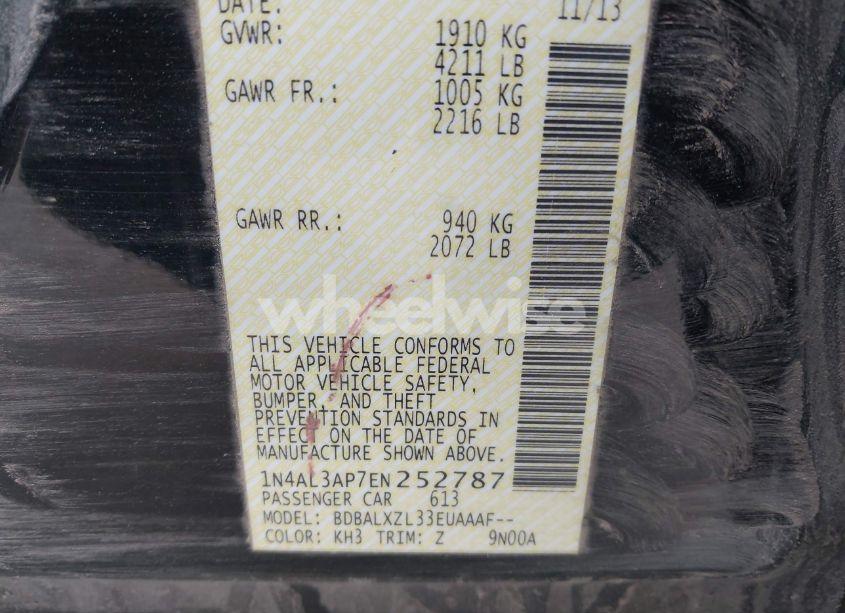 DATE: 11/13
GVWR: 1910 KG
4211 LB
GAWR FR.: 1005 KG
2216 LB
GAWR RR.: 940 KG
2072 LB
wheelwise
THIS VEHICLE CONFORMS TO
ALL APPLICABLE FEDERAL
MOTOR VEHICLE SAFETY,
BUMPER, AND THEFT
PREVENTION STANDARDS IN
EFFECT ON THE DATE OF
MANUFACTURE SHOWN ABOVE.
1N4AL3AP7EN252787
PASSENGER CAR 613
MODEL: BDBALXZL33EUAAAF--
COLOR: KH3 TRIM: Z 9N00A